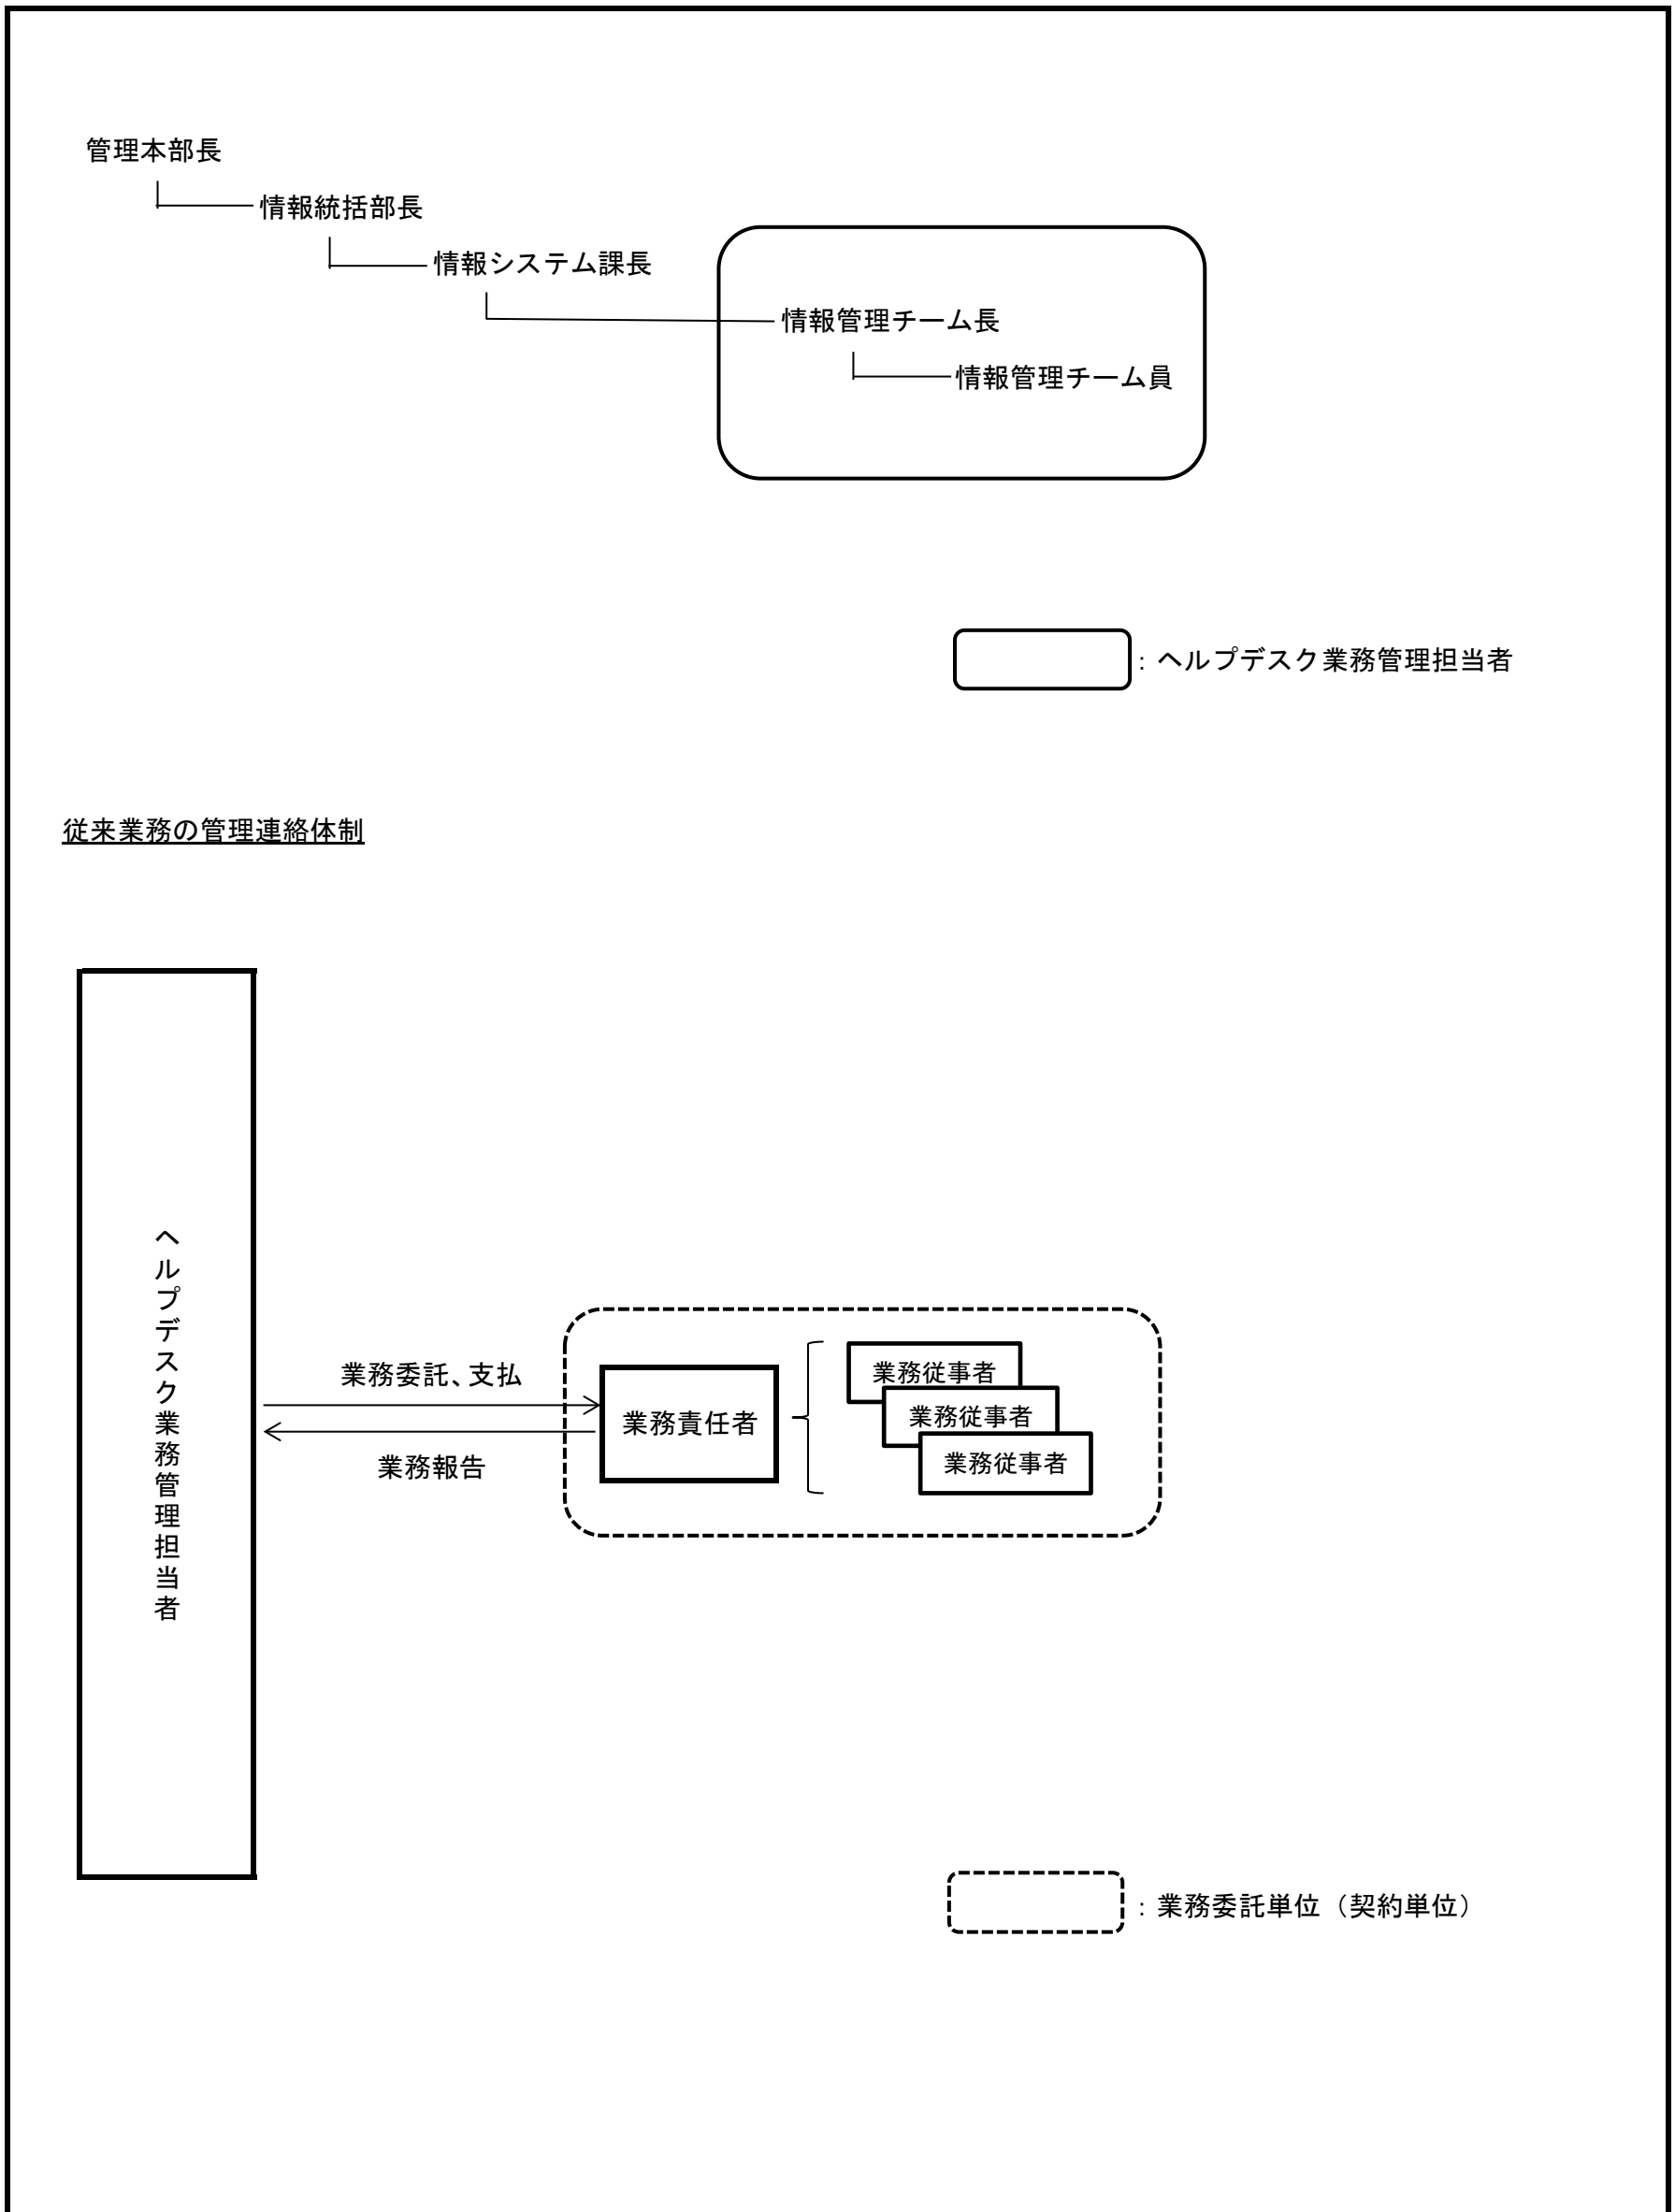 管理本部長
情報統括部長
情報システム課長
情報管理チーム長
情報管理チーム員
: ヘルプデスク業務管理担当者
従来業務の管理連絡体制
ヘルプデスク業務管理担当者
業務委託、支払
業務報告
業務責任者
業務従事者
業務従事者
業務従事者
: 業務委託単位（契約単位）